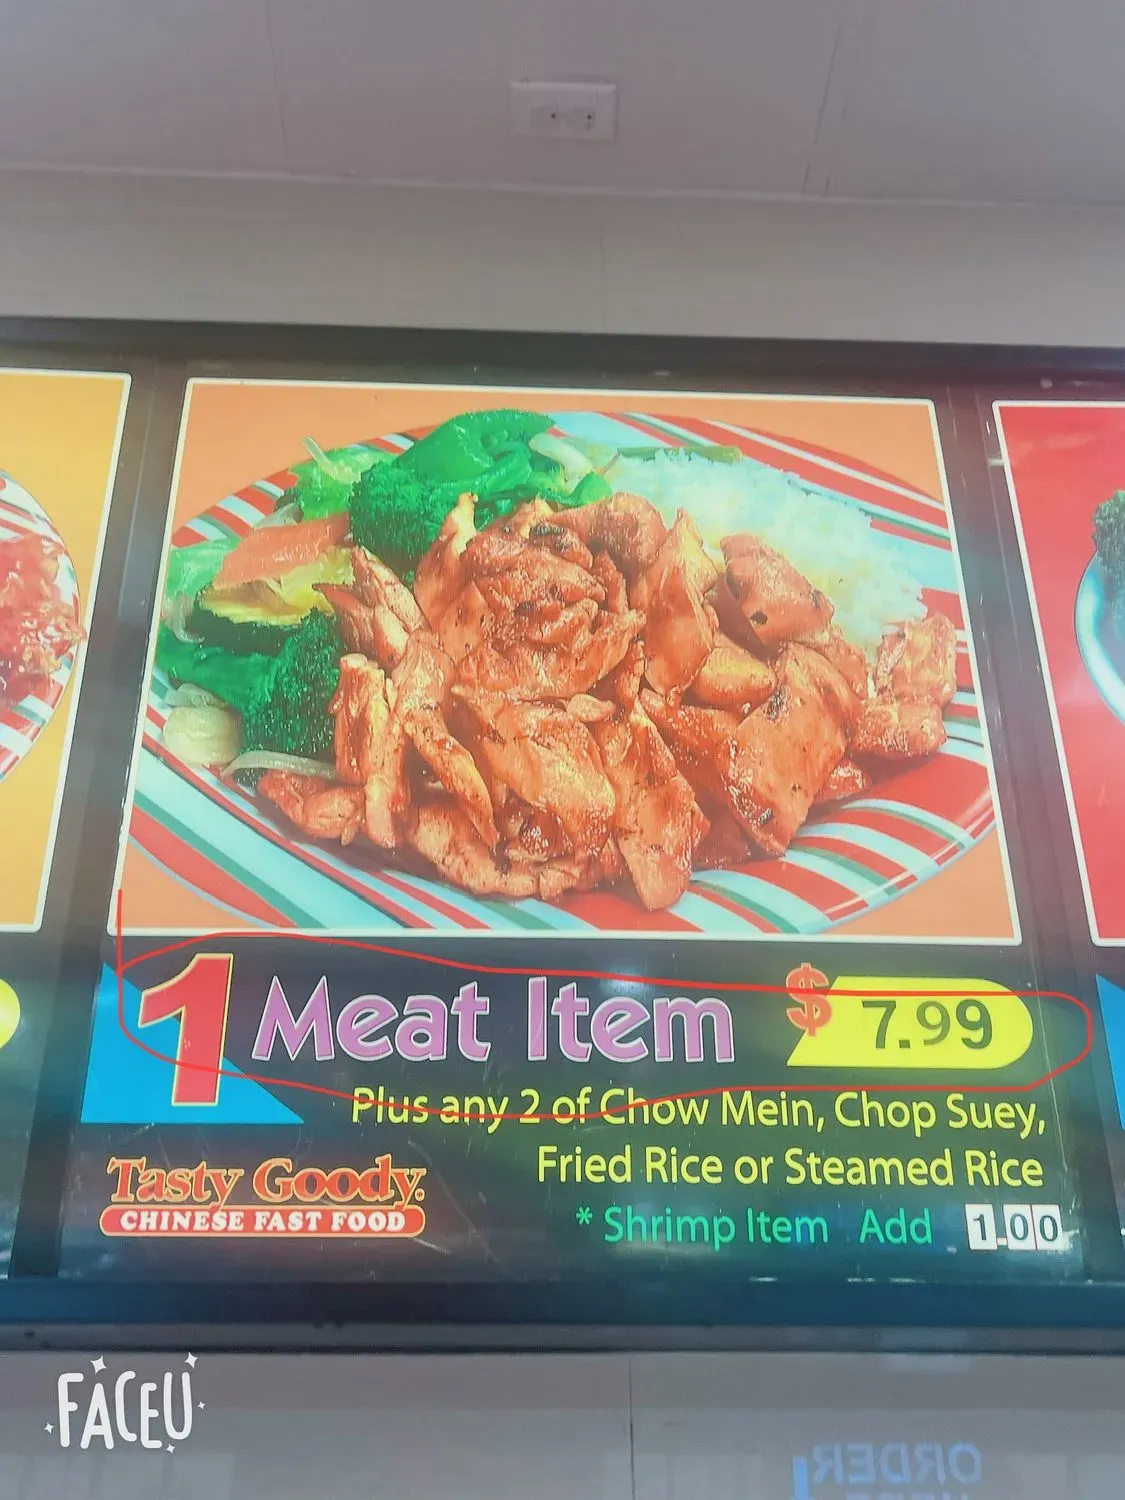 1 Meat Item $ 7.99
Plus any 2 of Chow Mein, Chop Suey,
Fried Rice or Steamed Rice
Tasty Goody.
CHINESE FAST FOOD
* Shrimp Item Add 1.00
FACEU
ORDER
HERE